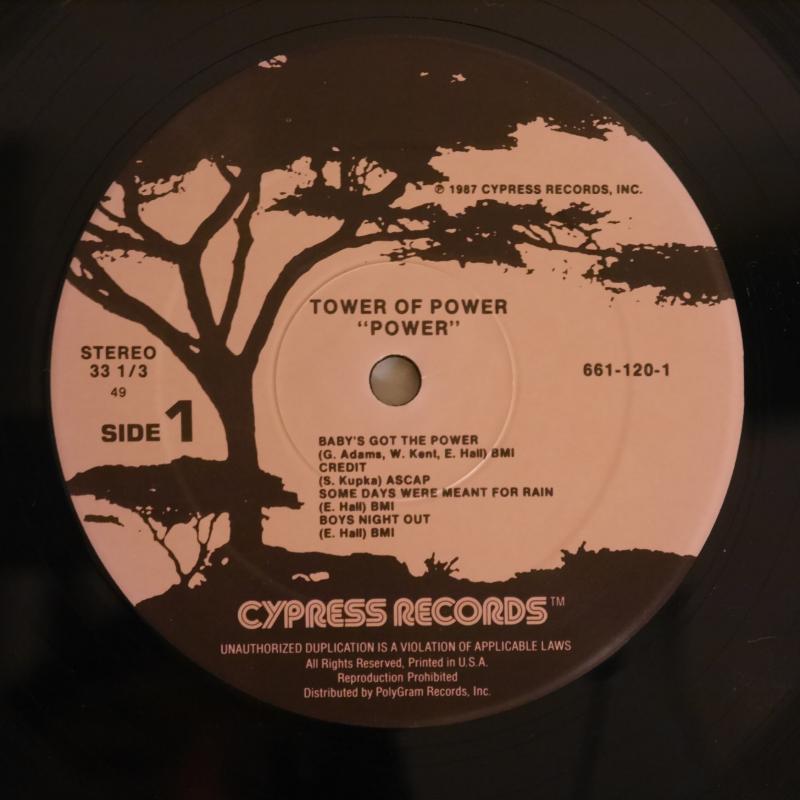 ℗ 1987 CYPRESS RECORDS, INC.
TOWER OF POWER
"POWER"
STEREO
33 1/3
49
SIDE 1
661-120-1
BABY'S GOT THE POWER
(G. Adams, W. Kent, E. Hall) BMI
CREDIT
(S. Kupka) ASCAP
SOME DAYS WERE MEANT FOR RAIN
(E. Hall) BMI
BOYS NIGHT OUT
(E. Hall) BMI
CYPRESS RECORDS™
UNAUTHORIZED DUPLICATION IS A VIOLATION OF APPLICABLE LAWS
All Rights Reserved, Printed in U.S.A.
Reproduction Prohibited
Distributed by PolyGram Records, Inc.